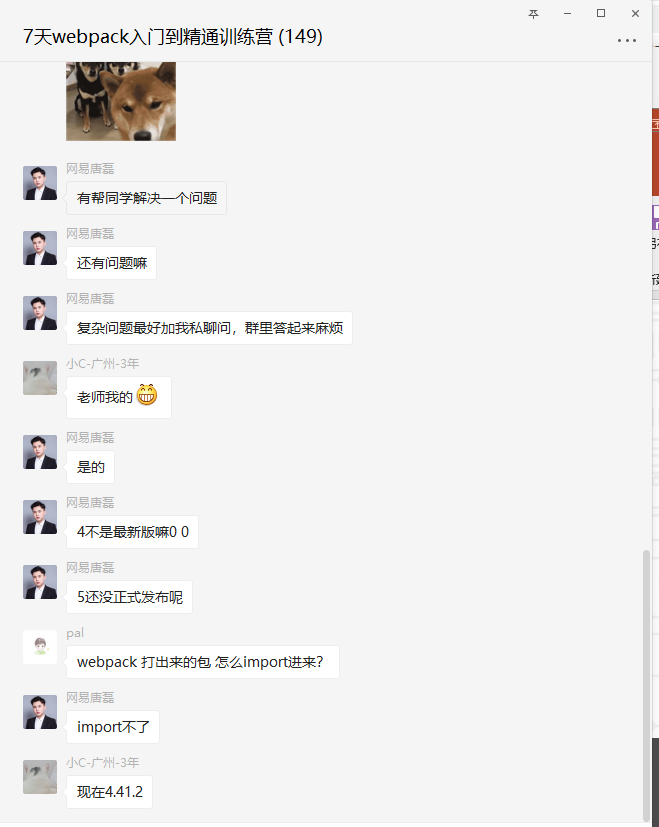 7天webpack入门到精通训练营 (149)
网易唐磊
有帮同学解决一个问题
网易唐磊
还有问题嘛
网易唐磊
复杂问题最好加我私聊问，群里答起来麻烦
小C-广州-3年
老师我的
网易唐磊
是的
网易唐磊
4不是最新版嘛0 0
网易唐磊
5还没正式发布呢
pal
webpack 打出来的包 怎么import进来?
网易唐磊
import不了
小C-广州-3年
现在4.41.2